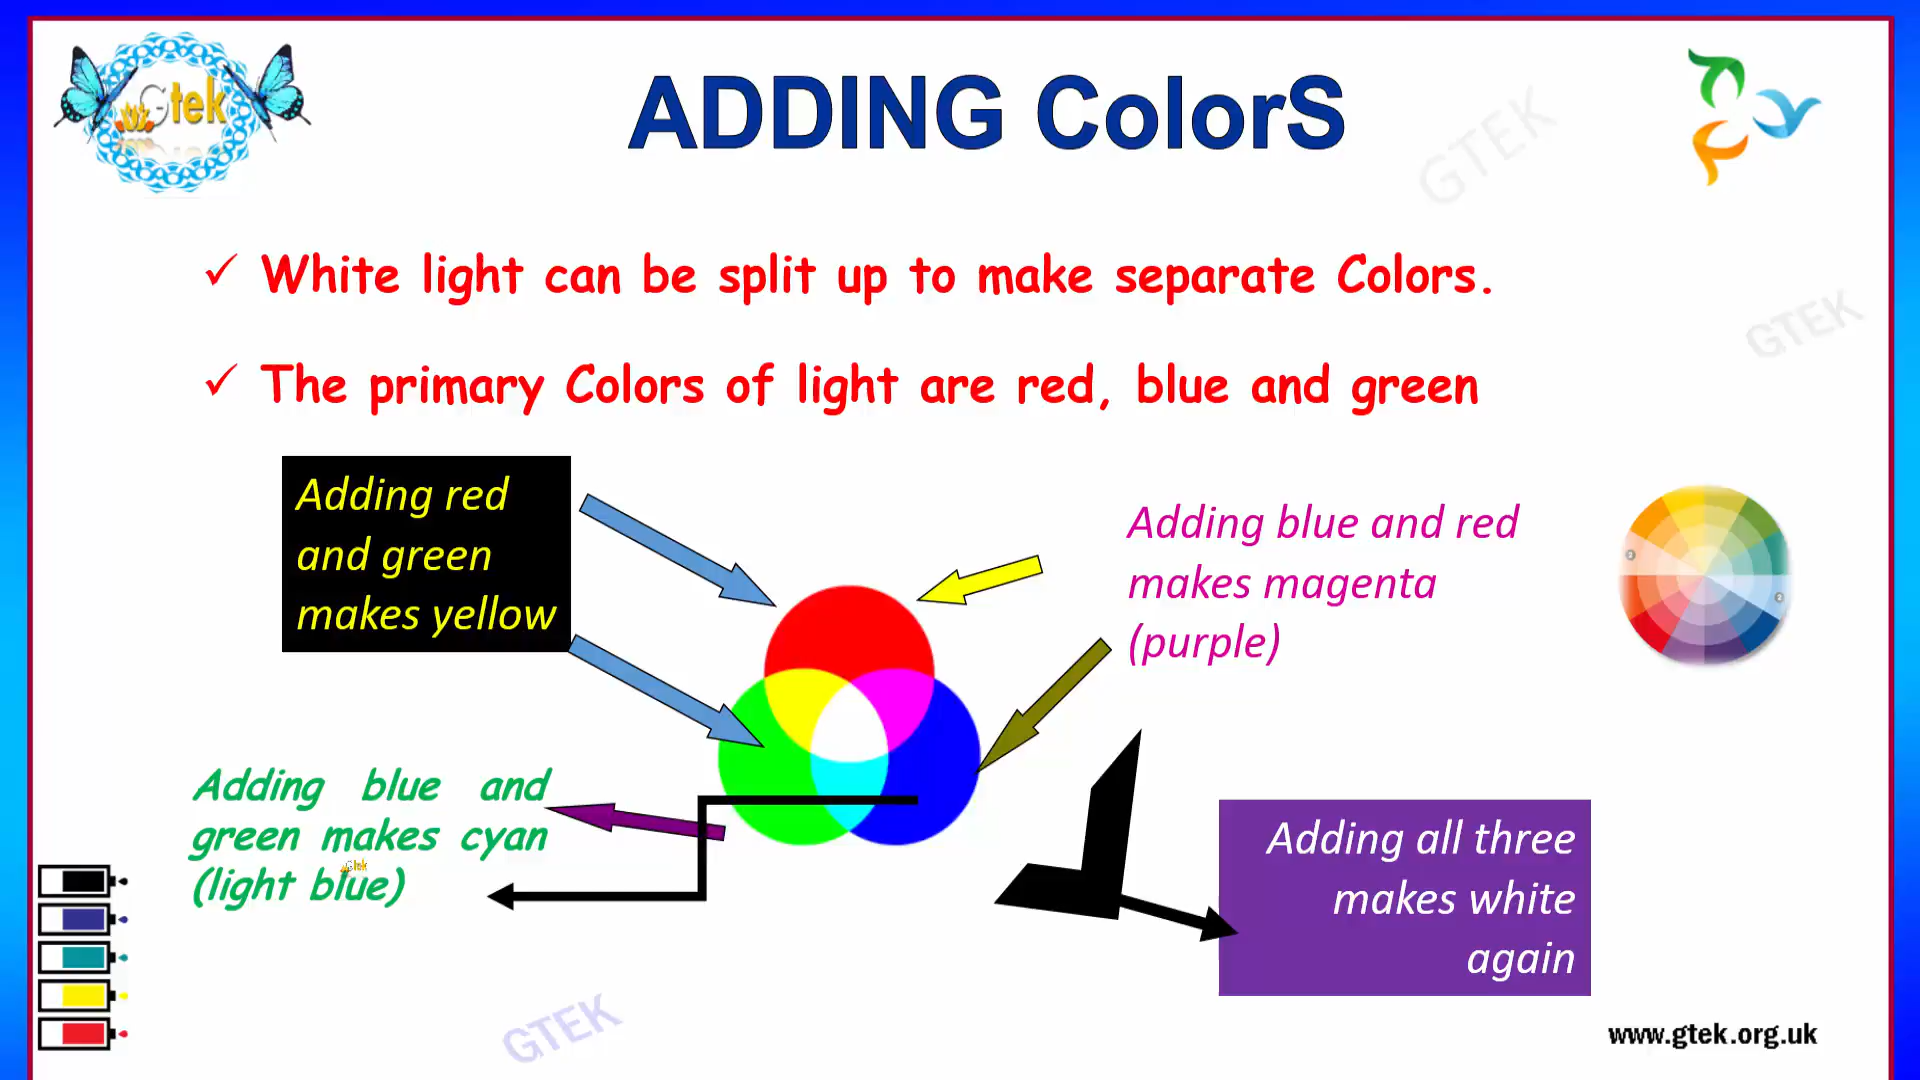 Gtek
ADDING ColorS
GTEK
GTEK
✓ White light can be split up to make separate Colors.
✓ The primary Colors of light are red, blue and green
Adding red
and green
makes yellow
Adding blue and red
makes magenta
(purple)
Adding blue and
green makes cyan
(light blue)
Gtek
Adding all three
makes white
again
GTEK
www.gtek.org.uk